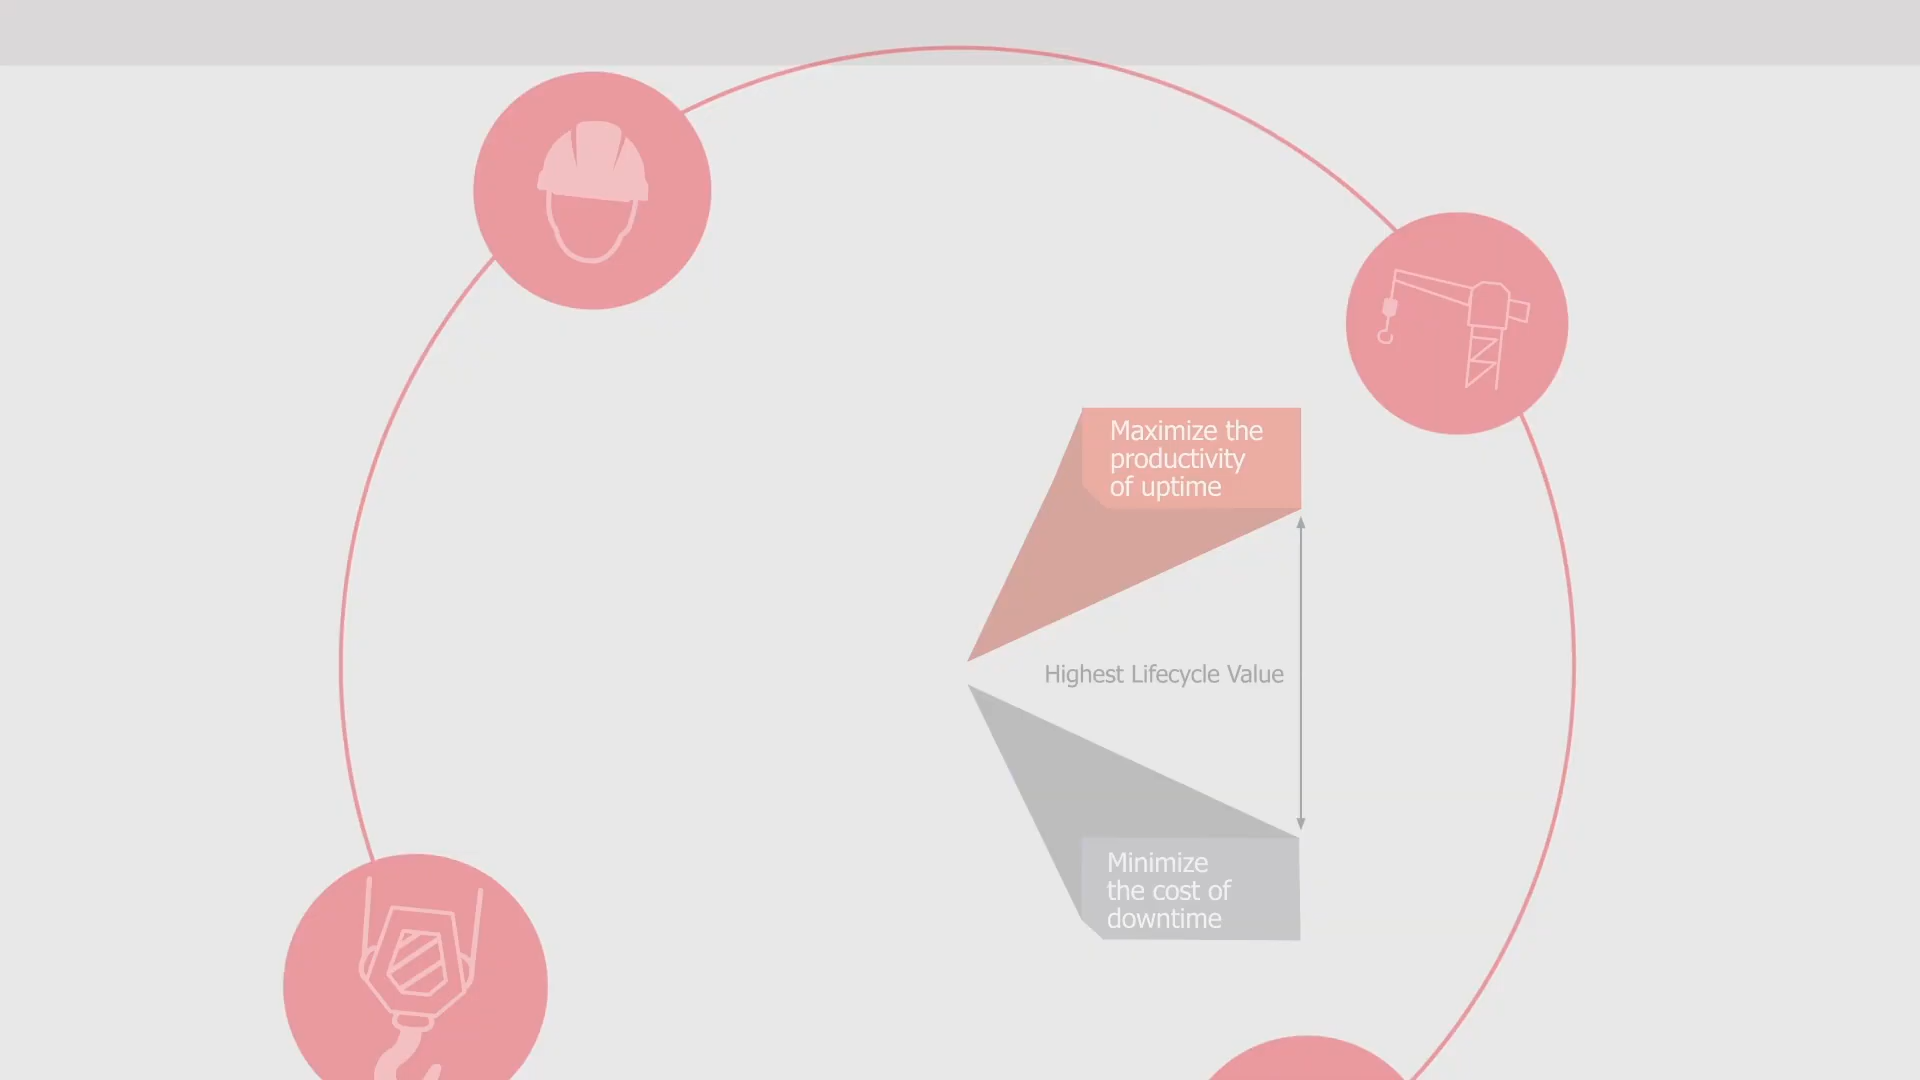 Maximize the
productivity
of uptime
Highest Lifecycle Value
Minimize
the cost of
downtime